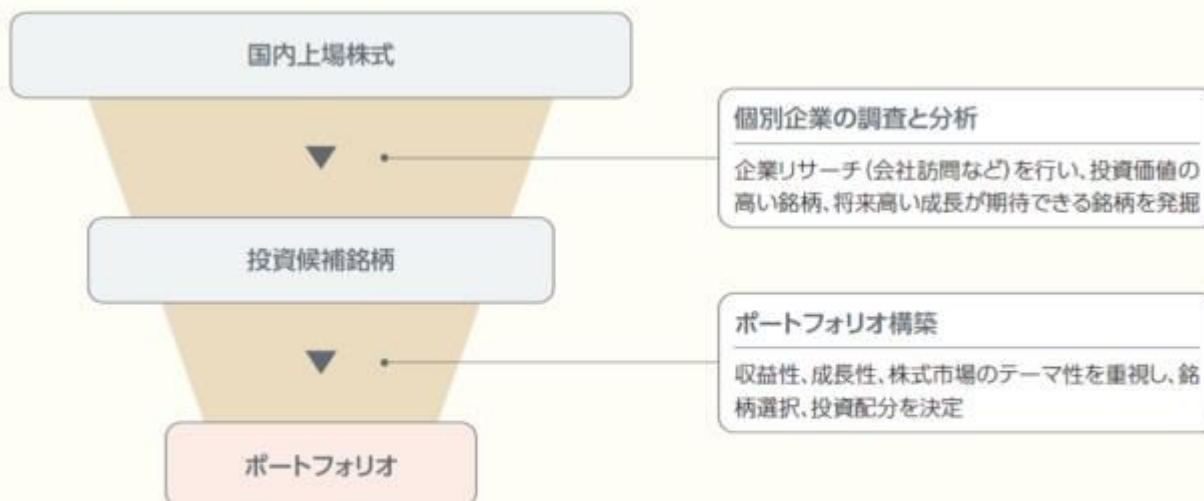 国内上場株式
個別企業の調査と分析
企業リサーチ(会社訪問など)を行い、投資価値の
高い銘柄、将来高い成長が期待できる銘柄を発掘
投資候補銘柄
ポートフォリオ構築
収益性、成長性、株式市場のテーマ性を重視し、銘
柄選択、投資配分を決定
ポートフォリオ